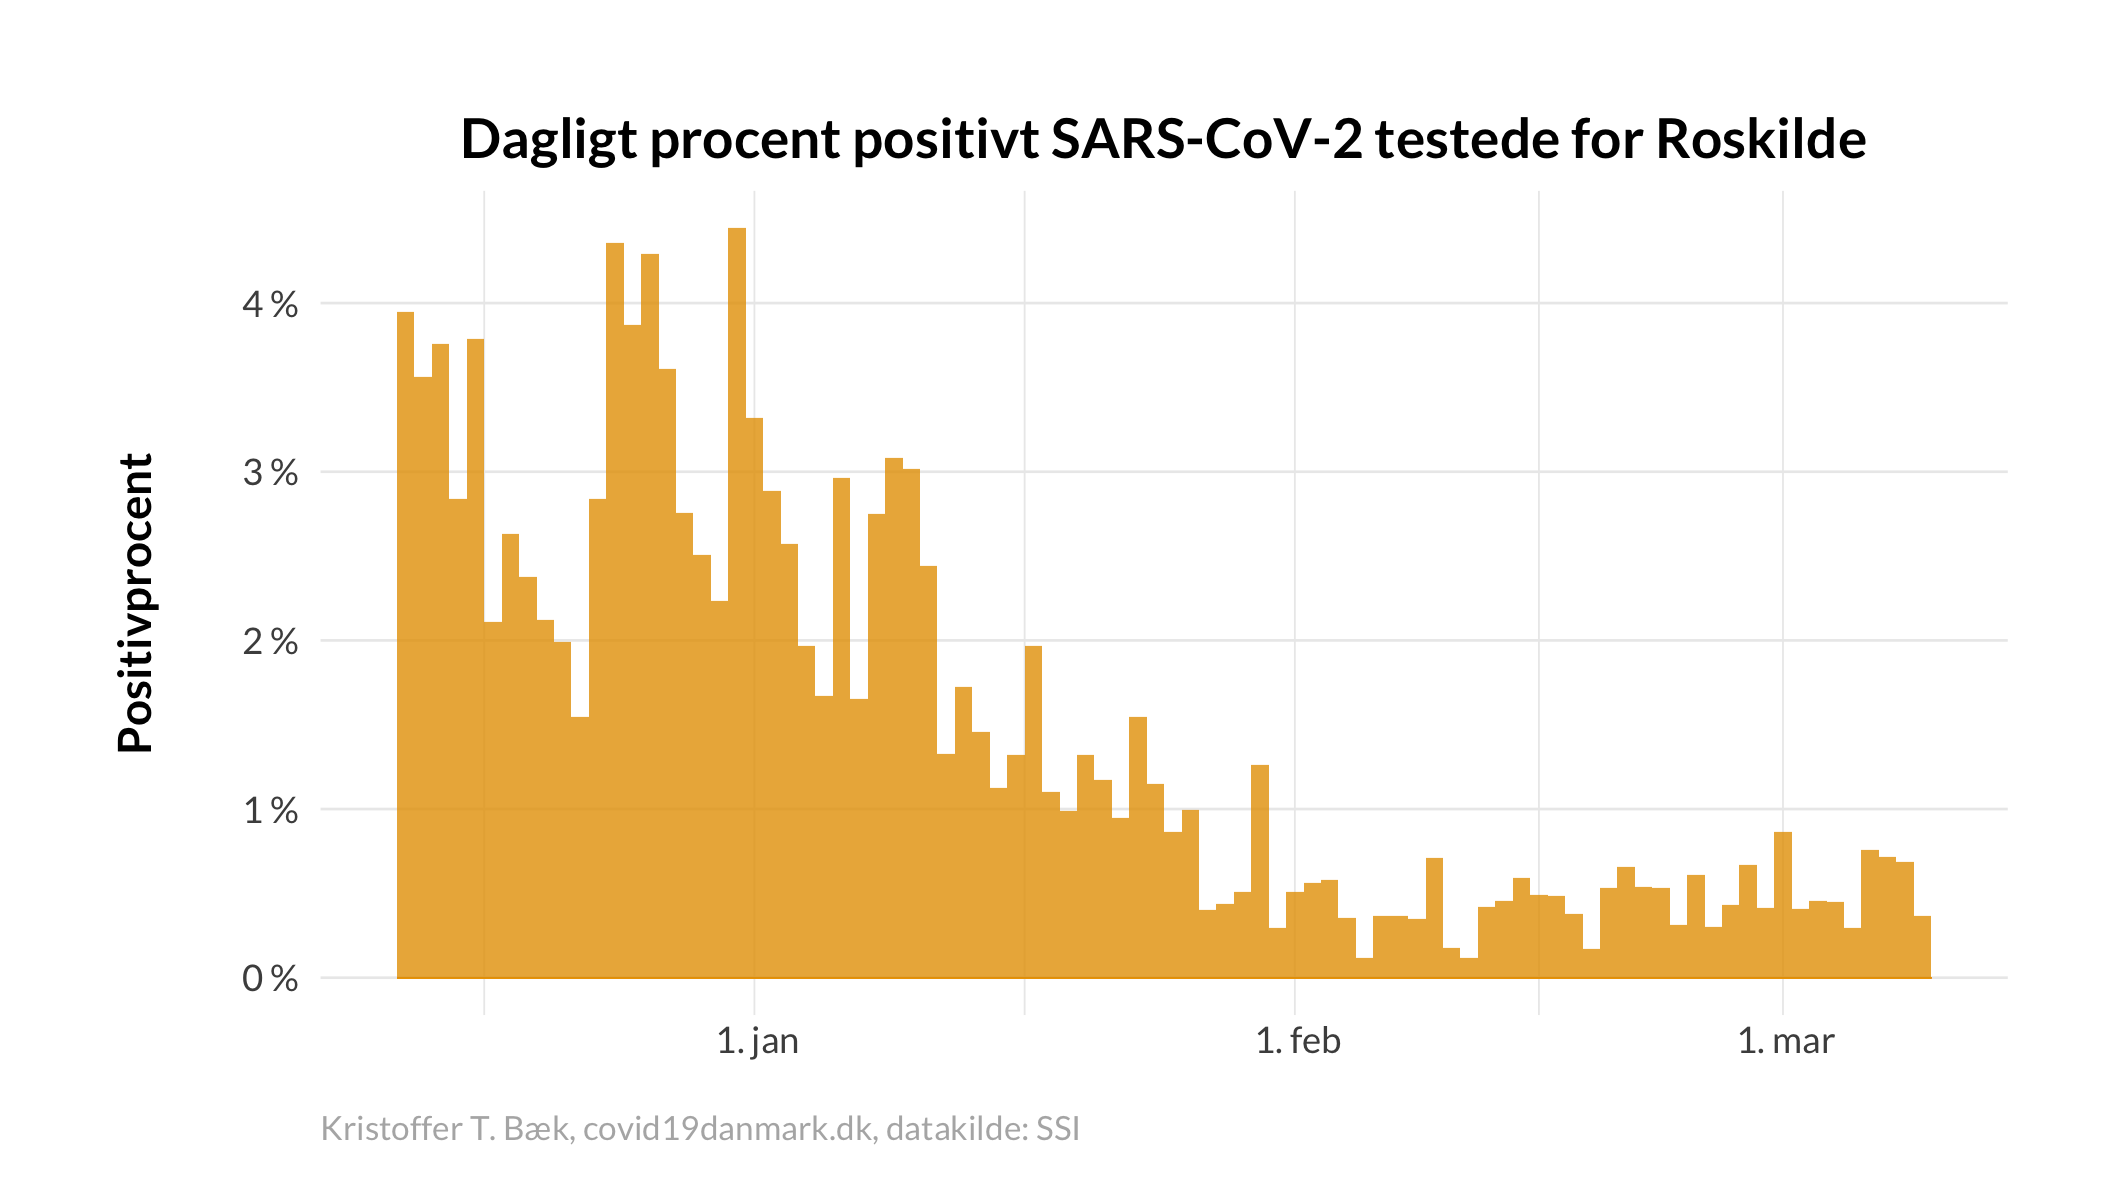 Dagligt procent positivt SARS-CoV-2 testede for Roskilde
Positivprocent
4 %
3 %
2 %
1 %
0 %
1. jan
1. feb
1. mar
Kristoffer T. Bæk, covid19danmark.dk, datakilde: SSI